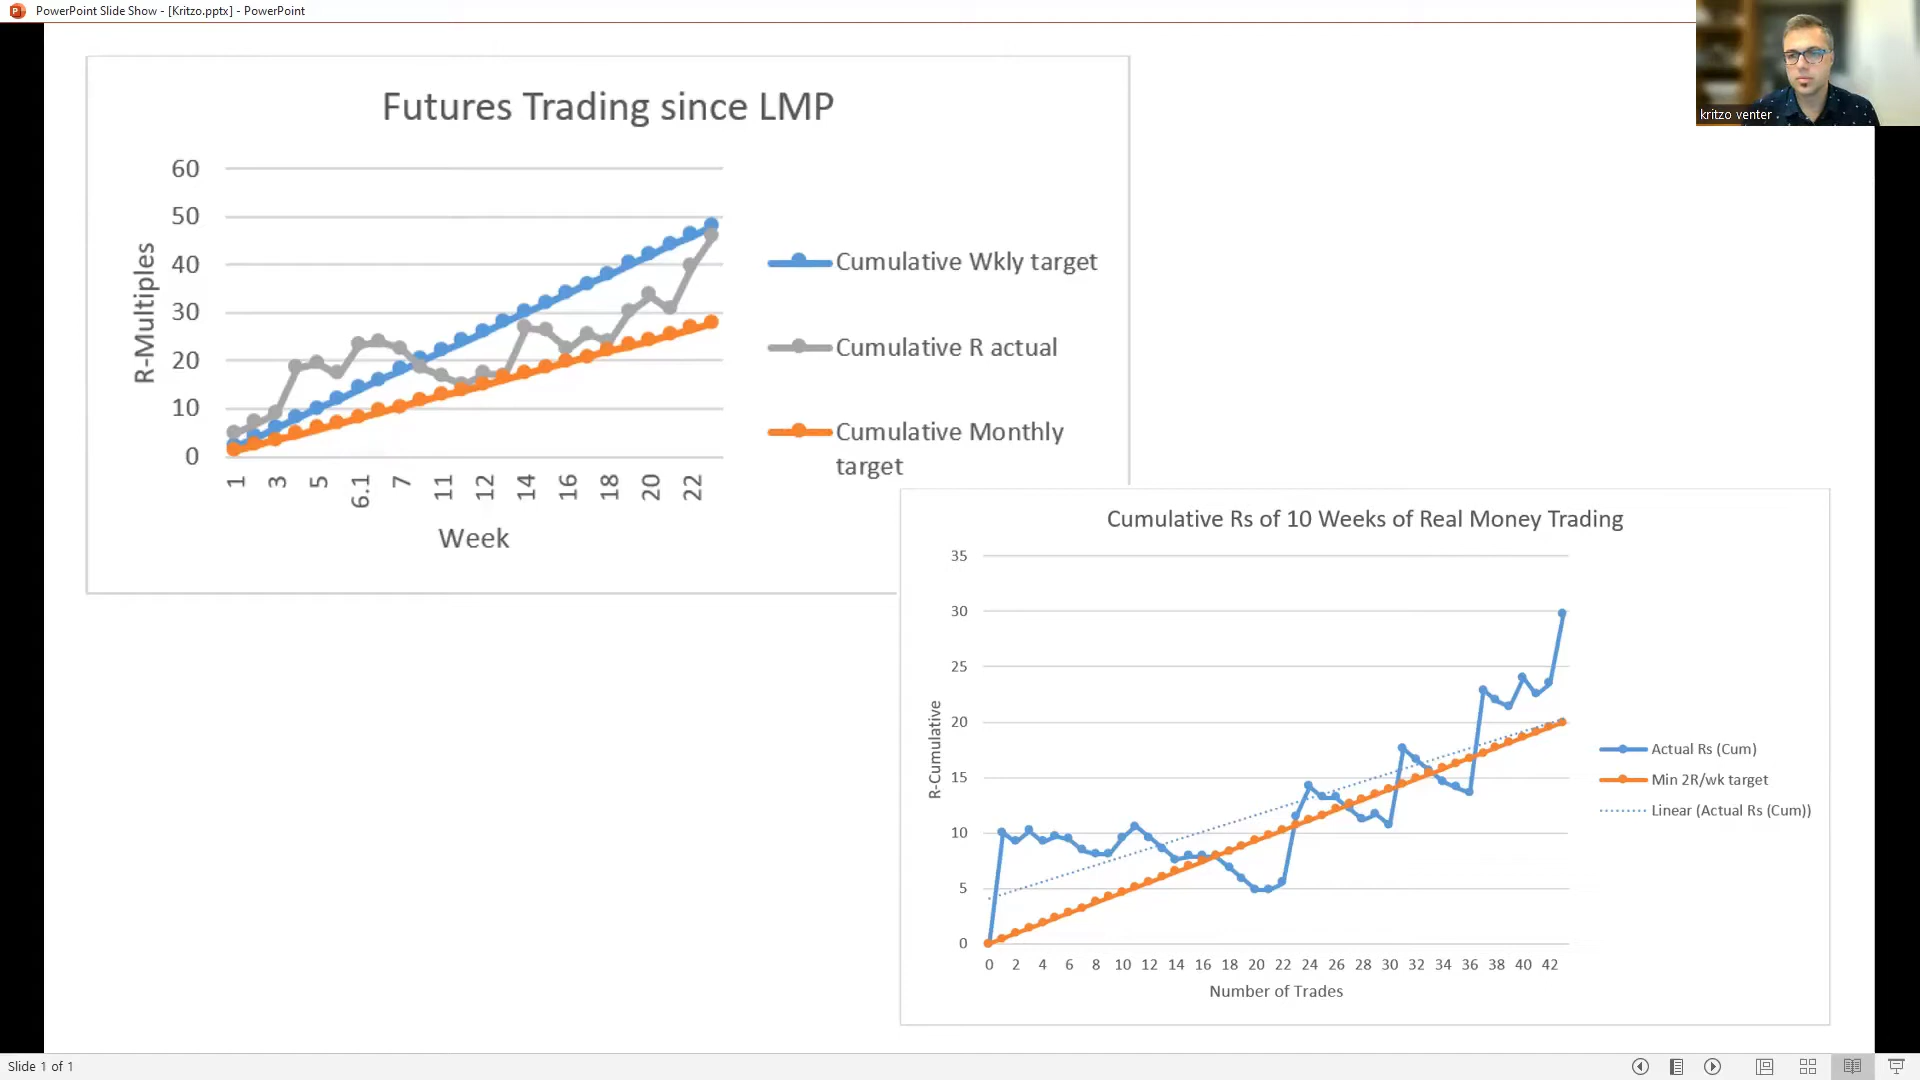 PowerPoint Slide Show - [Kritzo.pptx] - PowerPoint
kritzo venter
Futures Trading since LMP
60
50
40
30
20
10
0
R-Multiples
1 3 5 6.1 7 11 12 14 16 18 20 22
Week
Cumulative Wkly target
Cumulative R actual
Cumulative Monthly
target
Cumulative Rs of 10 Weeks of Real Money Trading
35
30
25
20
15
10
5
0
R-Cumulative
0 2 4 6 8 10 12 14 16 18 20 22 24 26 28 30 32 34 36 38 40 42
Number of Trades
Actual Rs (Cum)
Min 2R/wk target
Linear (Actual Rs (Cum))
Slide 1 of 1